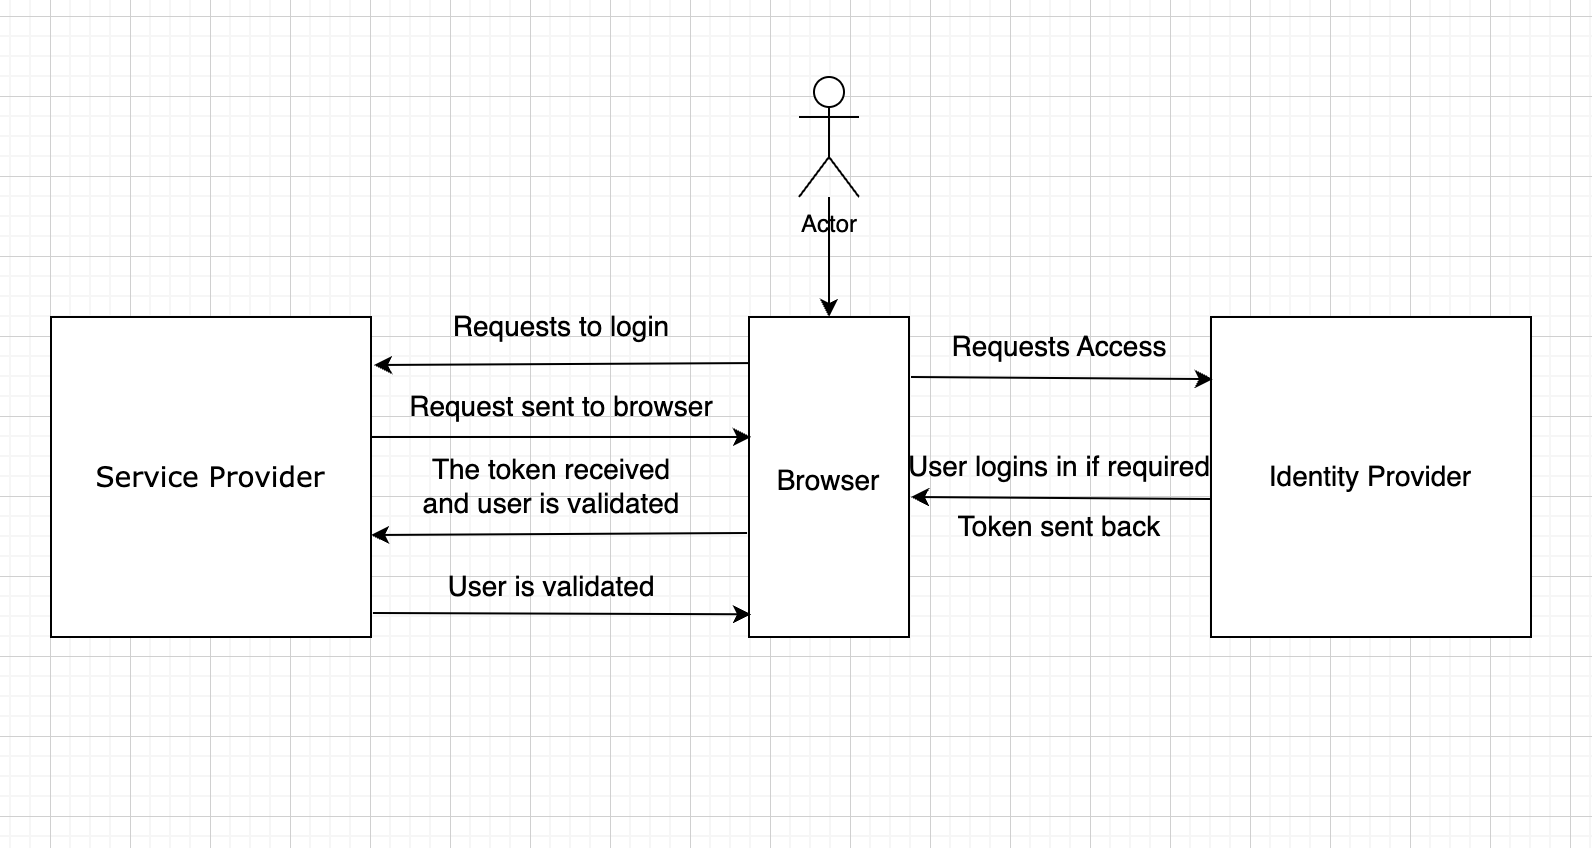 Actor
Requests to login
Requests Access
Request sent to browser
The token received
and user is validated
User logins in if required
Service Provider
Browser
Identity Provider
Token sent back
User is validated